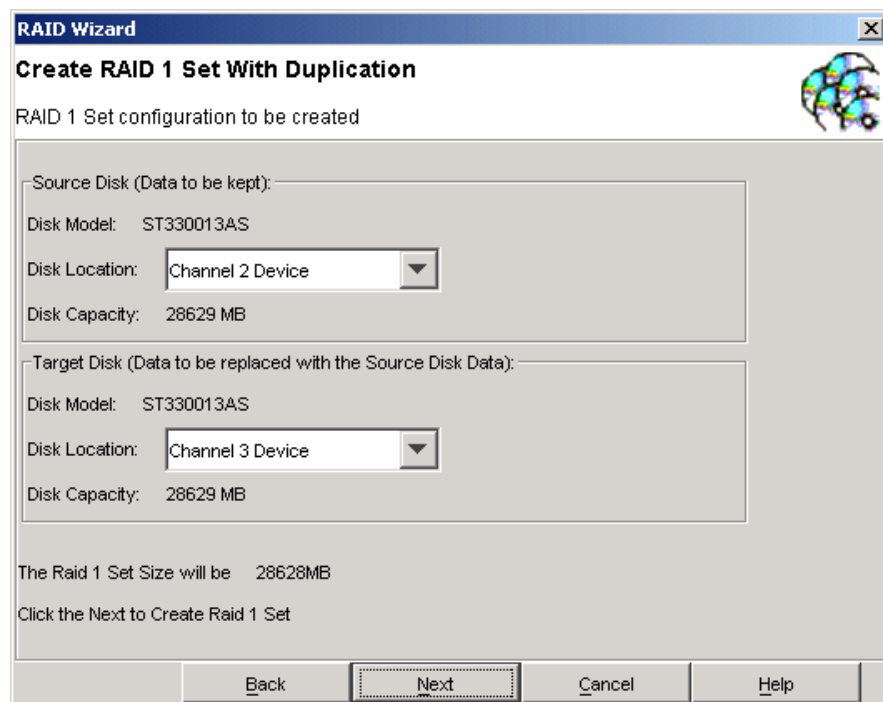 RAID Wizard
Create RAID 1 Set With Duplication
RAID 1 Set configuration to be created
Source Disk (Data to be kept):
Disk Model: ST330013AS
Disk Location: Channel 2 Device
Disk Capacity: 28629 MB
Target Disk (Data to be replaced with the Source Disk Data):
Disk Model: ST330013AS
Disk Location: Channel 3 Device
Disk Capacity: 28629 MB
The Raid 1 Set Size will be 28628MB
Click the Next to Create Raid 1 Set
Back Next Cancel Help